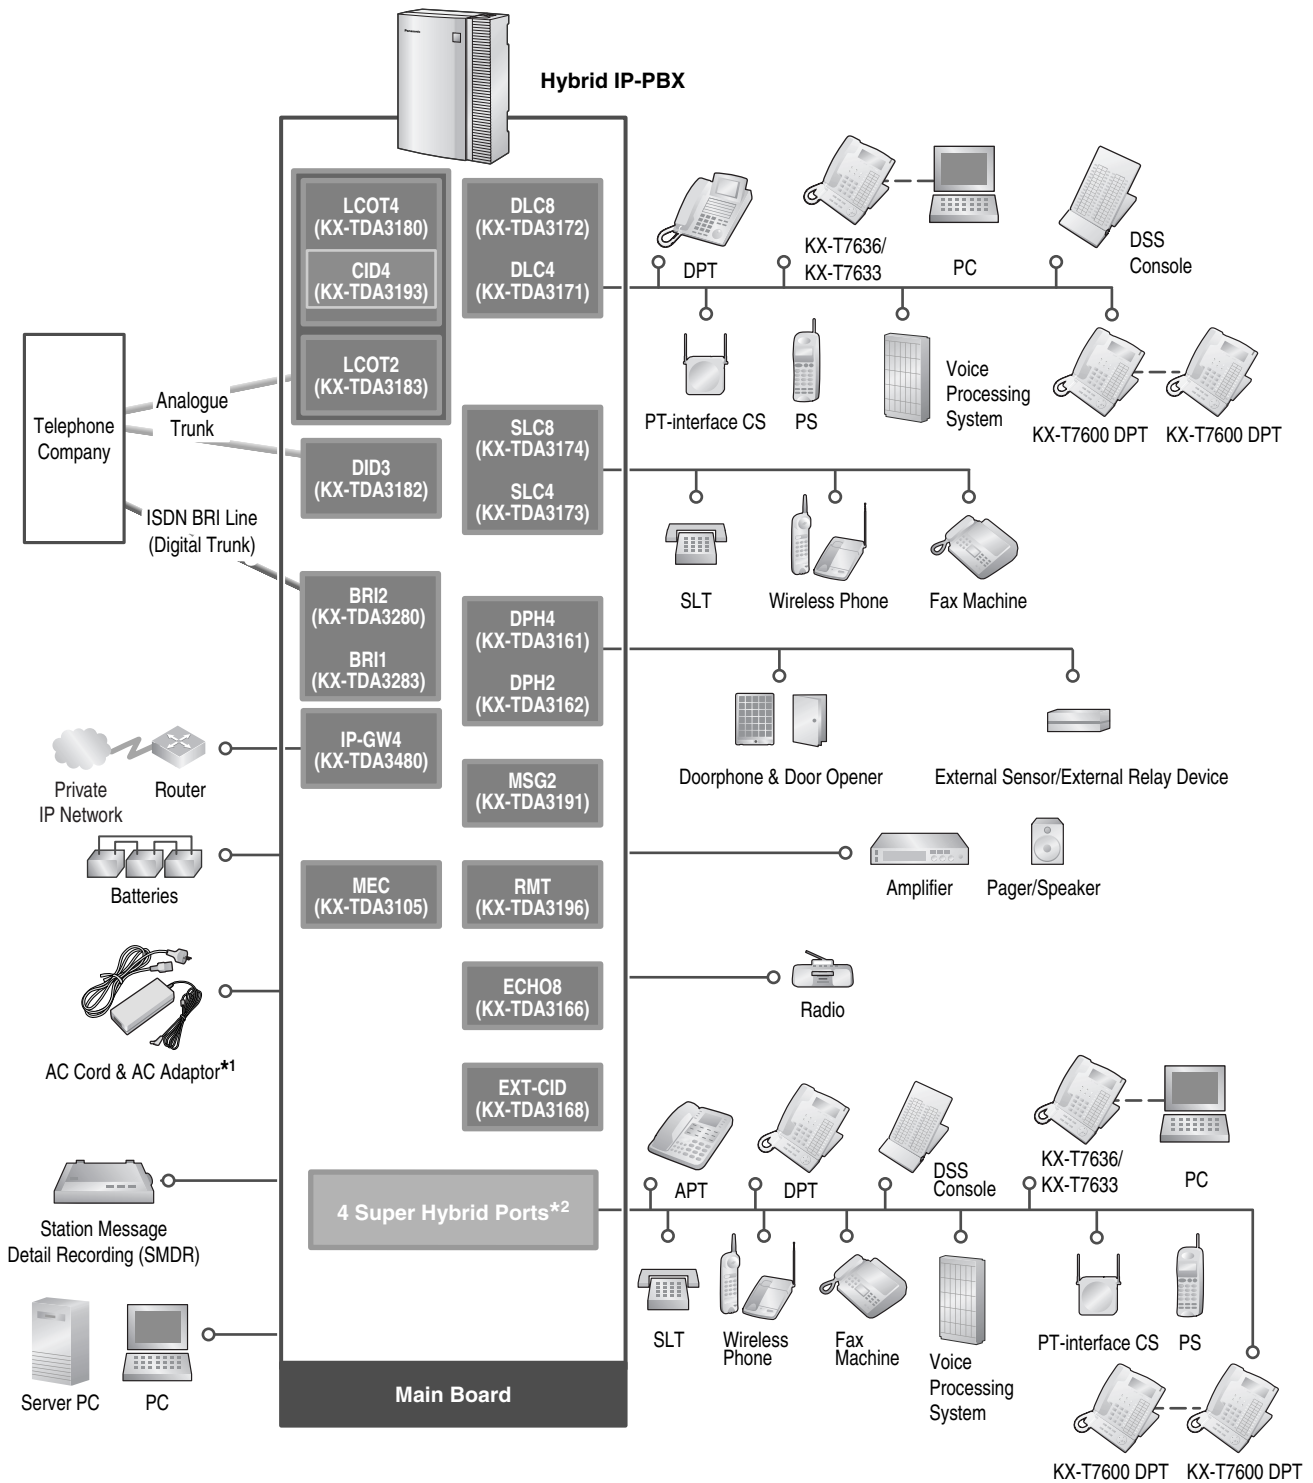 Panasonic
Hybrid IP-PBX
LCOT4
(KX-TDA3180)
CID4
(KX-TDA3193)
LCOT2
(KX-TDA3183)
DLC8
(KX-TDA3172)
DLC4
(KX-TDA3171)
DPT
KX-T7636/
KX-T7633
PC
DSS
Console
PT-interface CS
PS
Voice
Processing
System
KX-T7600 DPT
KX-T7600 DPT
Telephone
Company
Analogue
Trunk
ISDN BRI Line
(Digital Trunk)
DID3
(KX-TDA3182)
SLC8
(KX-TDA3174)
SLC4
(KX-TDA3173)
SLT
Wireless Phone
Fax Machine
BRI2
(KX-TDA3280)
BRI1
(KX-TDA3283)
DPH4
(KX-TDA3161)
DPH2
(KX-TDA3162)
Doorphone & Door Opener
External Sensor/External Relay Device
Private
IP Network
Router
IP-GW4
(KX-TDA3480)
MSG2
(KX-TDA3191)
Batteries
MEC
(KX-TDA3105)
RMT
(KX-TDA3196)
Amplifier
Pager/Speaker
AC Cord & AC Adaptor*1
ECHO8
(KX-TDA3166)
Radio
EXT-CID
(KX-TDA3168)
Station Message
Detail Recording (SMDR)
4 Super Hybrid Ports*2
APT
DPT
DSS
Console
KX-T7636/
KX-T7633
PC
SLT
Wireless
Phone
Fax
Machine
Voice
Processing
System
PT-interface CS
PS
KX-T7600 DPT
KX-T7600 DPT
Server PC
PC
Main Board